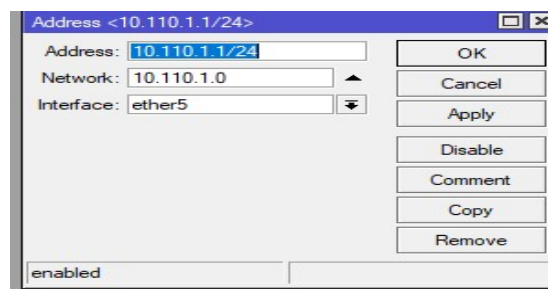 Address <10.110.1.1/24>
Address: 10.110.1.1/24 OK
Network: 10.110.1.0 Cancel
Interface: ether5 Apply
Disable
Comment
Copy
Remove
enabled